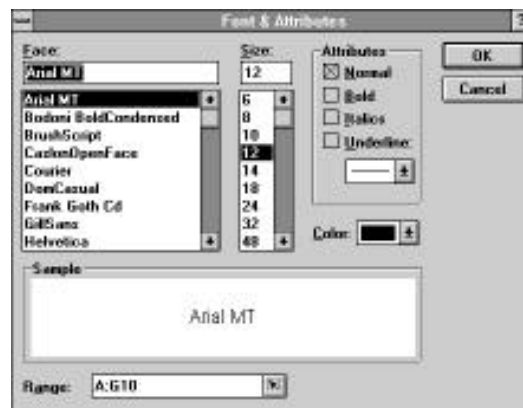 Font & Attributes
Face:
Arial MT
Arial MT
Bodoni BoldCondensed
BrushScript
CaslonOpenFace
Courier
DomCasual
Frank Goth Cd
GillSans
Helvetica
Size:
12
6
8
10
12
14
18
24
32
48
Attributes
Normal
Bold
Italics
Underline:
Color:
OK
Cancel
Sample
Arial MT
Range: A:G10